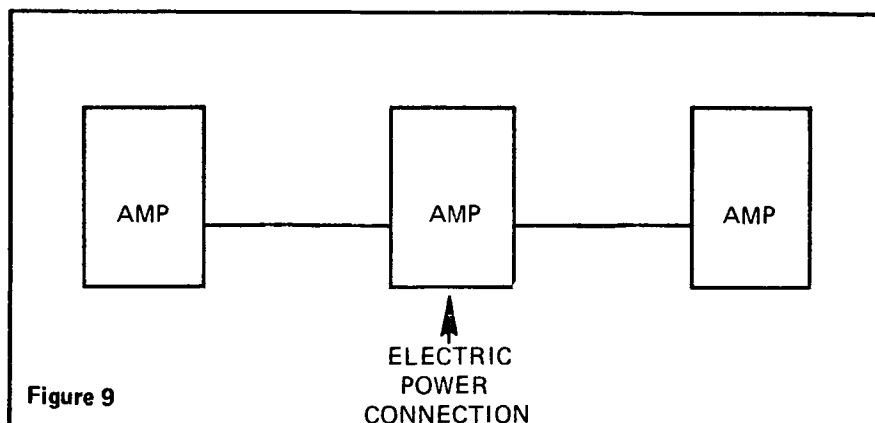 AMP
AMP
AMP
ELECTRIC
POWER
CONNECTION
Figure 9